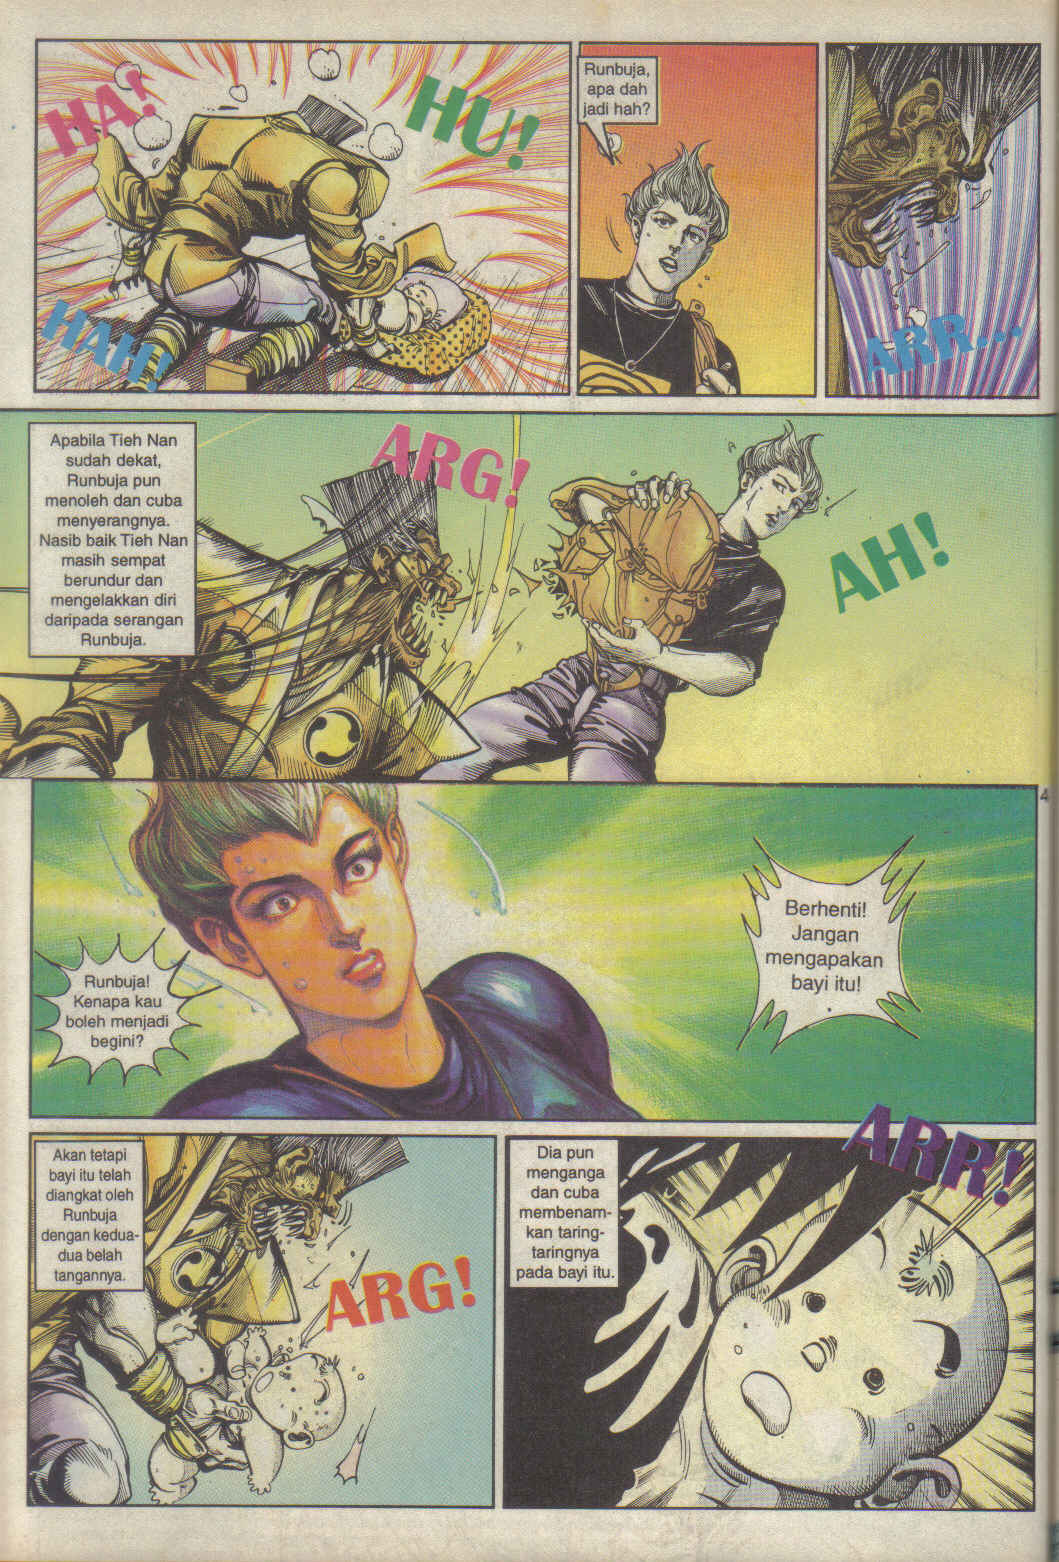 HA!
HU!
HAH!
Runbuja,
apa dah
jadi hah?
ARR...
Apabila Tieh Nan
sudah dekat,
Runbuja pun
menoleh dan cuba
menyerangnya.
Nasib baik Tieh Nan
masih sempat
berundur dan
mengelakkan diri
daripada serangan
Runbuja.
ARG!
AH!
4
Runbuja!
Kenapa kau
boleh menjadi
begini?
Berhenti!
Jangan
mengapakan
bayi itu!
Akan tetapi
bayi itu telah
diangkat oleh
Runbuja
dengan kedua-
dua belah
tangannya.
ARG!
Dia pun
menganga
dan cuba
membenam-
kan taring-
taringnya
pada bayi itu.
ARR!